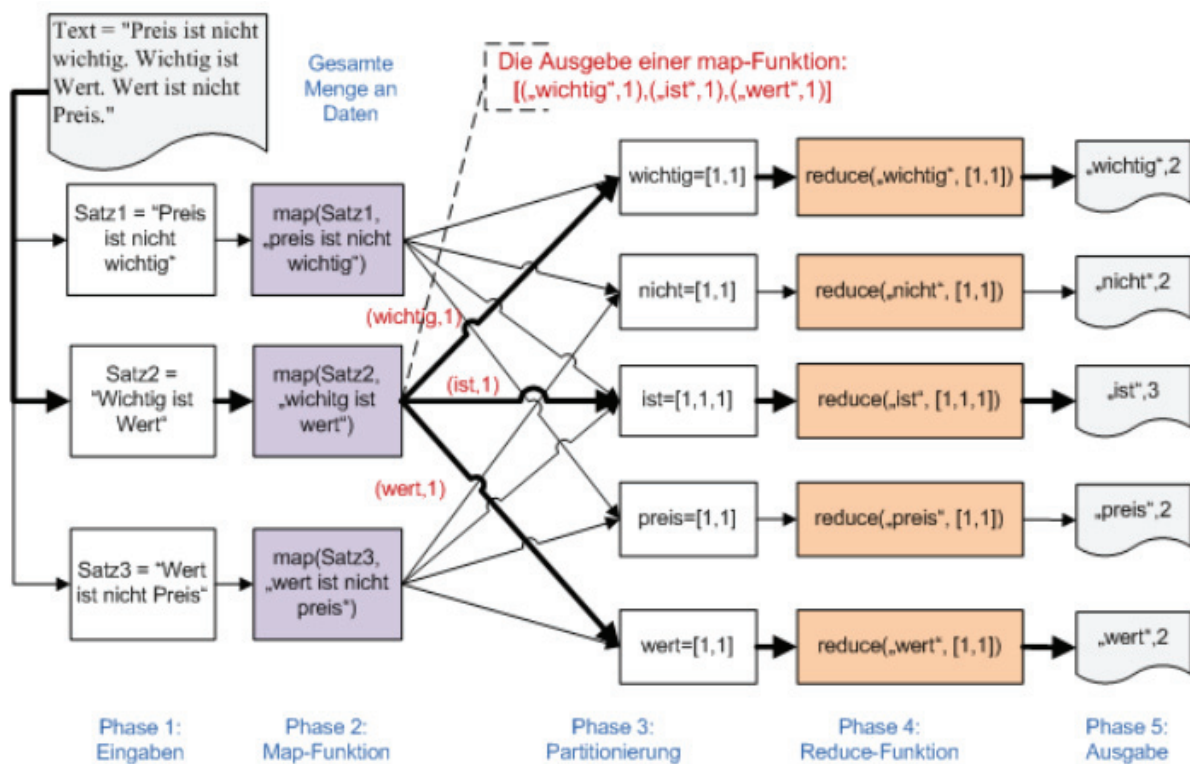 Text = "Preis ist nicht
wichtig. Wichtig ist
Wert. Wert ist nicht
Preis."
Gesamte
Menge an
Daten
Die Ausgebe einer map-Funktion:
[(„wichtig“,1),(„ist“,1),(„wert“,1)]
Satz1 = “Preis
ist nicht
wichtig“
map(Satz1,
„preis ist nicht
wichtig“)
wichtig=[1,1]
reduce(„wichtig“, [1,1])
„wichtig“,2
nicht=[1,1]
reduce(„nicht“, [1,1])
„nicht“,2
(wichtig,1)
Satz2 =
“Wichtig ist
Wert“
map(Satz2,
„wichitg ist
wert“)
(ist,1)
ist=[1,1,1]
reduce(„ist“, [1,1,1])
„ist“,3
(wert,1)
preis=[1,1]
reduce(„preis“, [1,1])
„preis“,2
Satz3 = “Wert
ist nicht Preis“
map(Satz3,
„wert ist nicht
preis“)
wert=[1,1]
reduce(„wert“, [1,1])
„wert“,2
Phase 1:
Eingaben
Phase 2:
Map-Funktion
Phase 3:
Partitionierung
Phase 4:
Reduce-Funktion
Phase 5:
Ausgabe